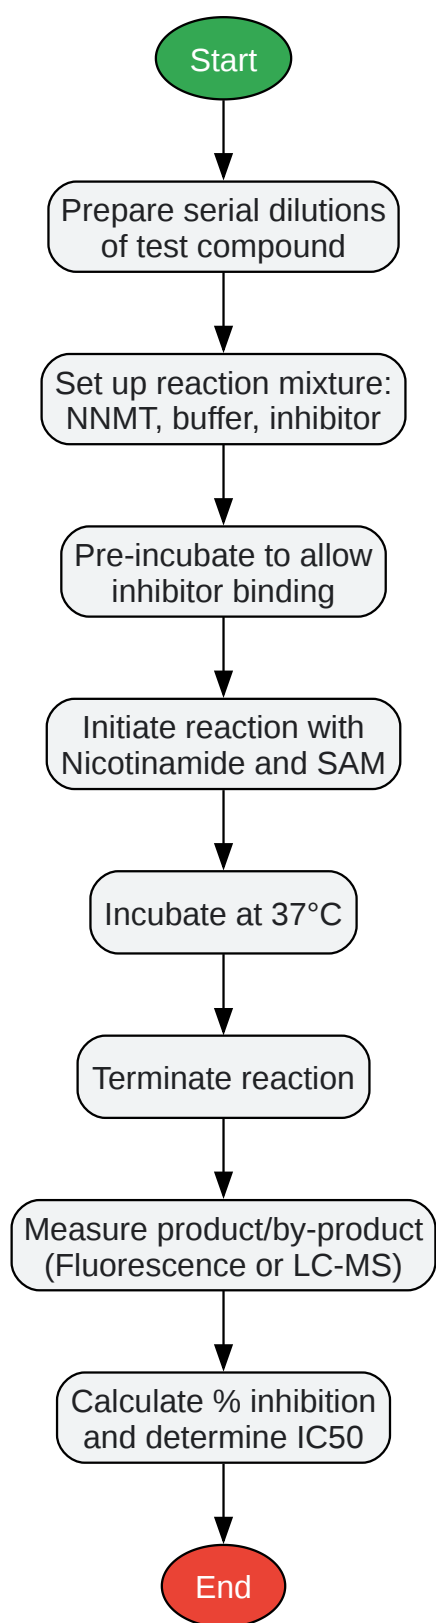 Start
Prepare serial dilutions
of test compound
Set up reaction mixture:
NNMT, buffer, inhibitor
Pre-incubate to allow
inhibitor binding
Initiate reaction with
Nicotinamide and SAM
Incubate at 37°C
Terminate reaction
Measure product/by-product
(Fluorescence or LC-MS)
Calculate % inhibition
and determine IC50
End